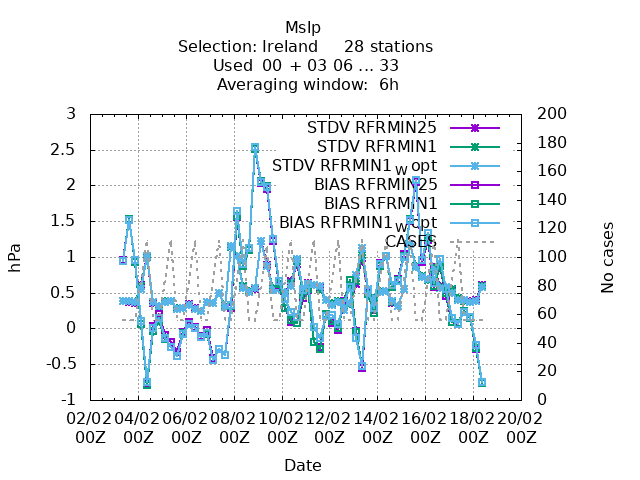 Mslp
Selection: Ireland 28 stations
Used 00 + 03 06 ... 33
Averaging window: 6h
3
2.5
2
1.5
1
0.5
0
-0.5
-1
hPa
STDV RFRMIN25
STDV RFRMIN1
STDV RFRMIN1_w opt
BIAS RFRMIN25
BIAS RFRMIN1
BIAS RFRMIN1_w opt
CASES
200
180
160
140
120
100
80
60
40
20
0
No cases
02/02 04/02 06/02 08/02 10/02 12/02 14/02 16/02 18/02 20/02
00Z 00Z 00Z 00Z 00Z 00Z 00Z 00Z 00Z 00Z
Date